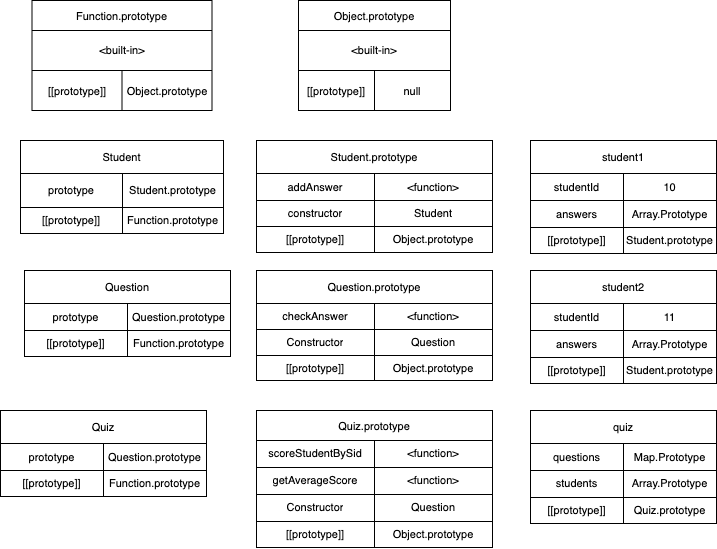 Function.prototype
<built-in>
[[prototype]] Object.prototype
Object.prototype
<built-in>
[[prototype]] null
Student
prototype Student.prototype
[[prototype]] Function.prototype
Student.prototype
addAnswer <function>
constructor Student
[[prototype]] Object.prototype
student1
studentId 10
answers Array.Prototype
[[prototype]] Student.prototype
Question
prototype Question.prototype
[[prototype]] Function.prototype
Question.prototype
checkAnswer <function>
Constructor Question
[[prototype]] Object.prototype
student2
studentId 11
answers Array.Prototype
[[prototype]] Student.prototype
Quiz
prototype Question.prototype
[[prototype]] Function.prototype
Quiz.prototype
scoreStudentBySid <function>
getAverageScore <function>
Constructor Question
[[prototype]] Object.prototype
quiz
questions Map.Prototype
students Array.Prototype
[[prototype]] Quiz.prototype